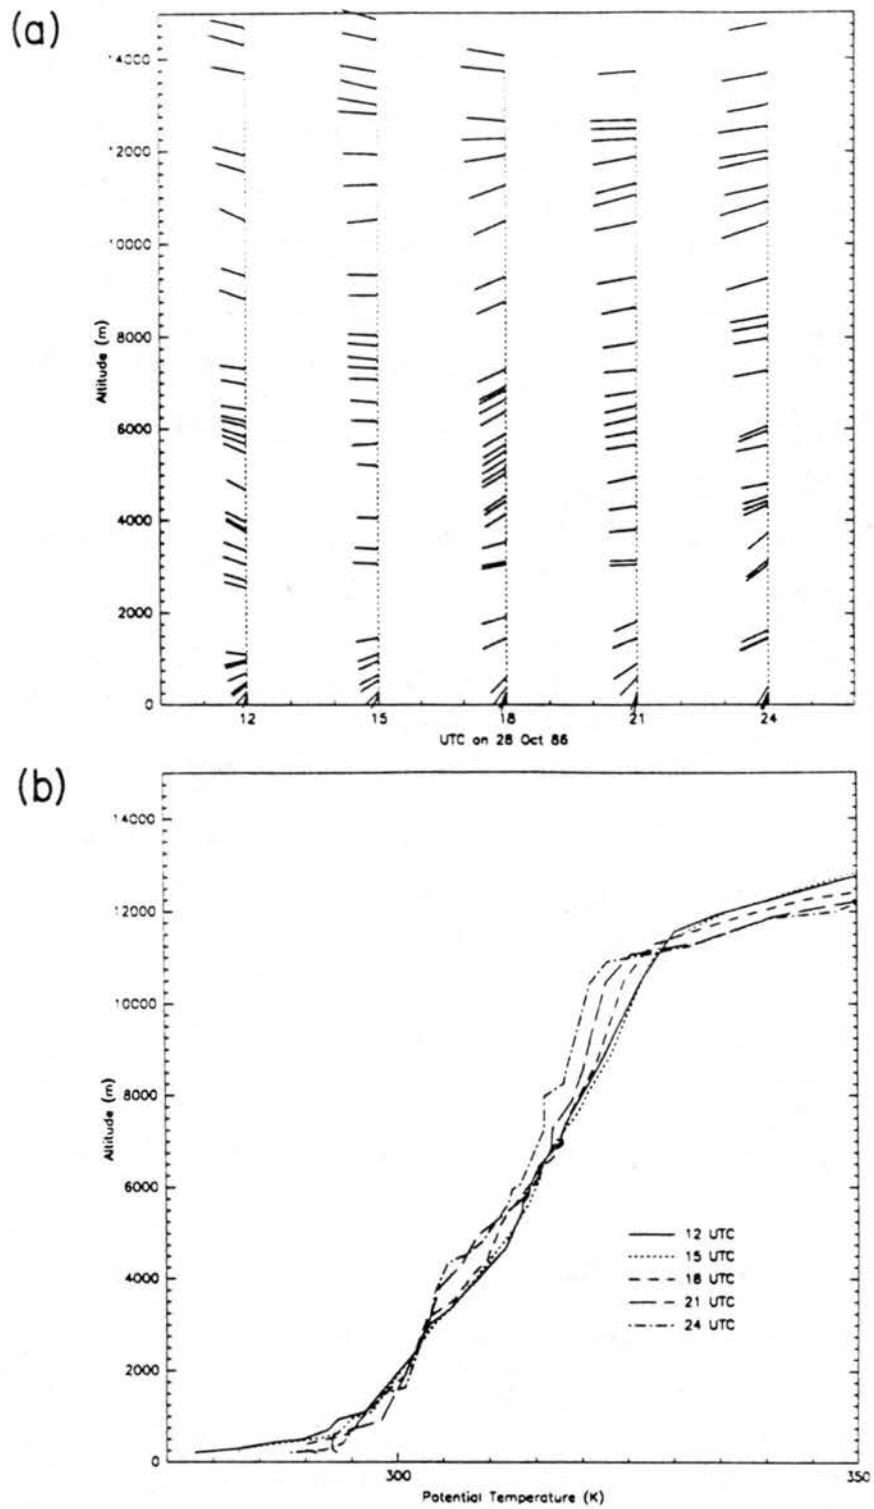 (a)
14000
12000
10000
8000
6000
4000
2000
0
Altitude (m)
12 15 18 21 24
UTC on 28 Oct 86
(b)
14000
12000
10000
8000
6000
4000
2000
0
Altitude (m)
12 UTC
15 UTC
18 UTC
21 UTC
24 UTC
300 350
Potential Temperature (K)